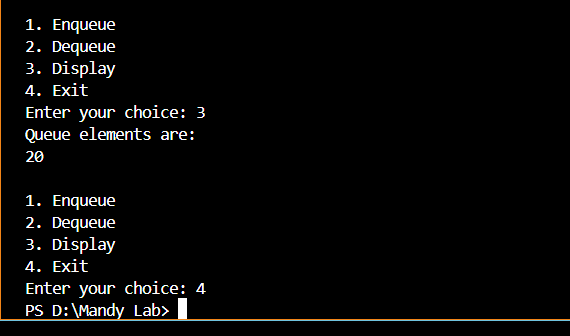 1. Enqueue
2. Dequeue
3. Display
4. Exit
Enter your choice: 3
Queue elements are:
20
1. Enqueue
2. Dequeue
3. Display
4. Exit
Enter your choice: 4
PS D:\Mandy Lab>